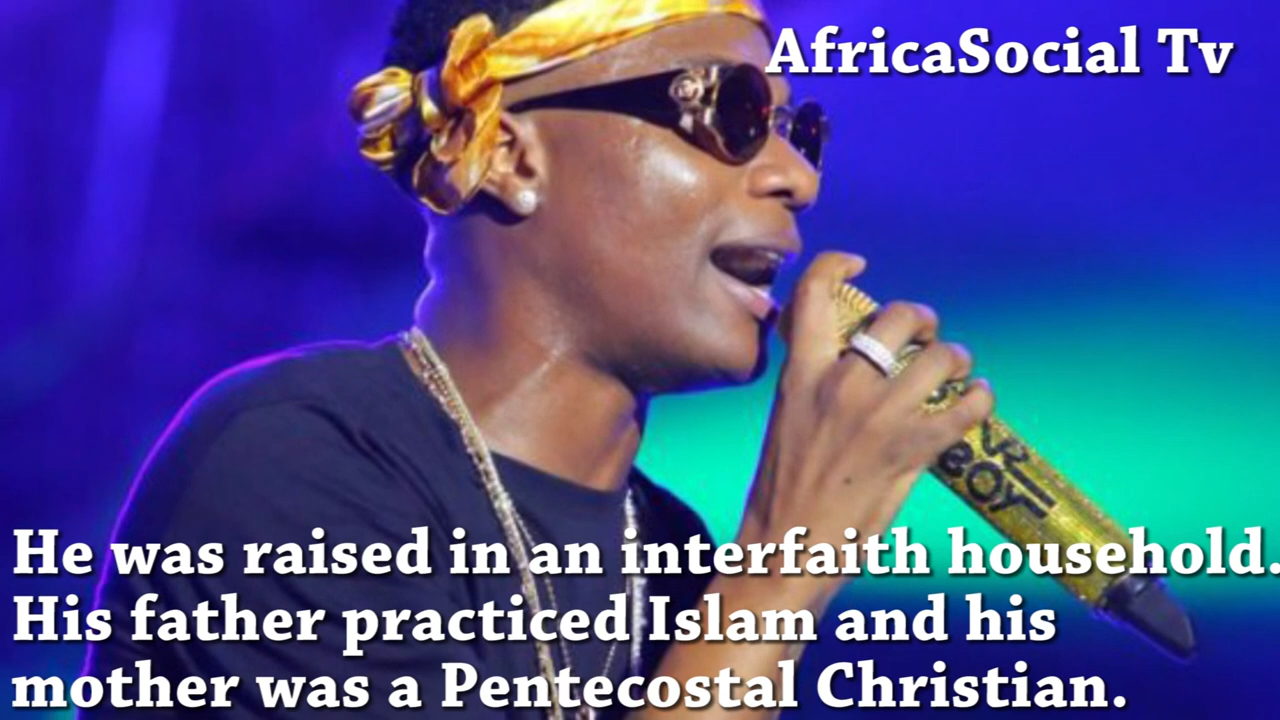 AfricaSocial Tv
He was raised in an interfaith household.
His father practiced Islam and his
mother was a Pentecostal Christian.
BOY